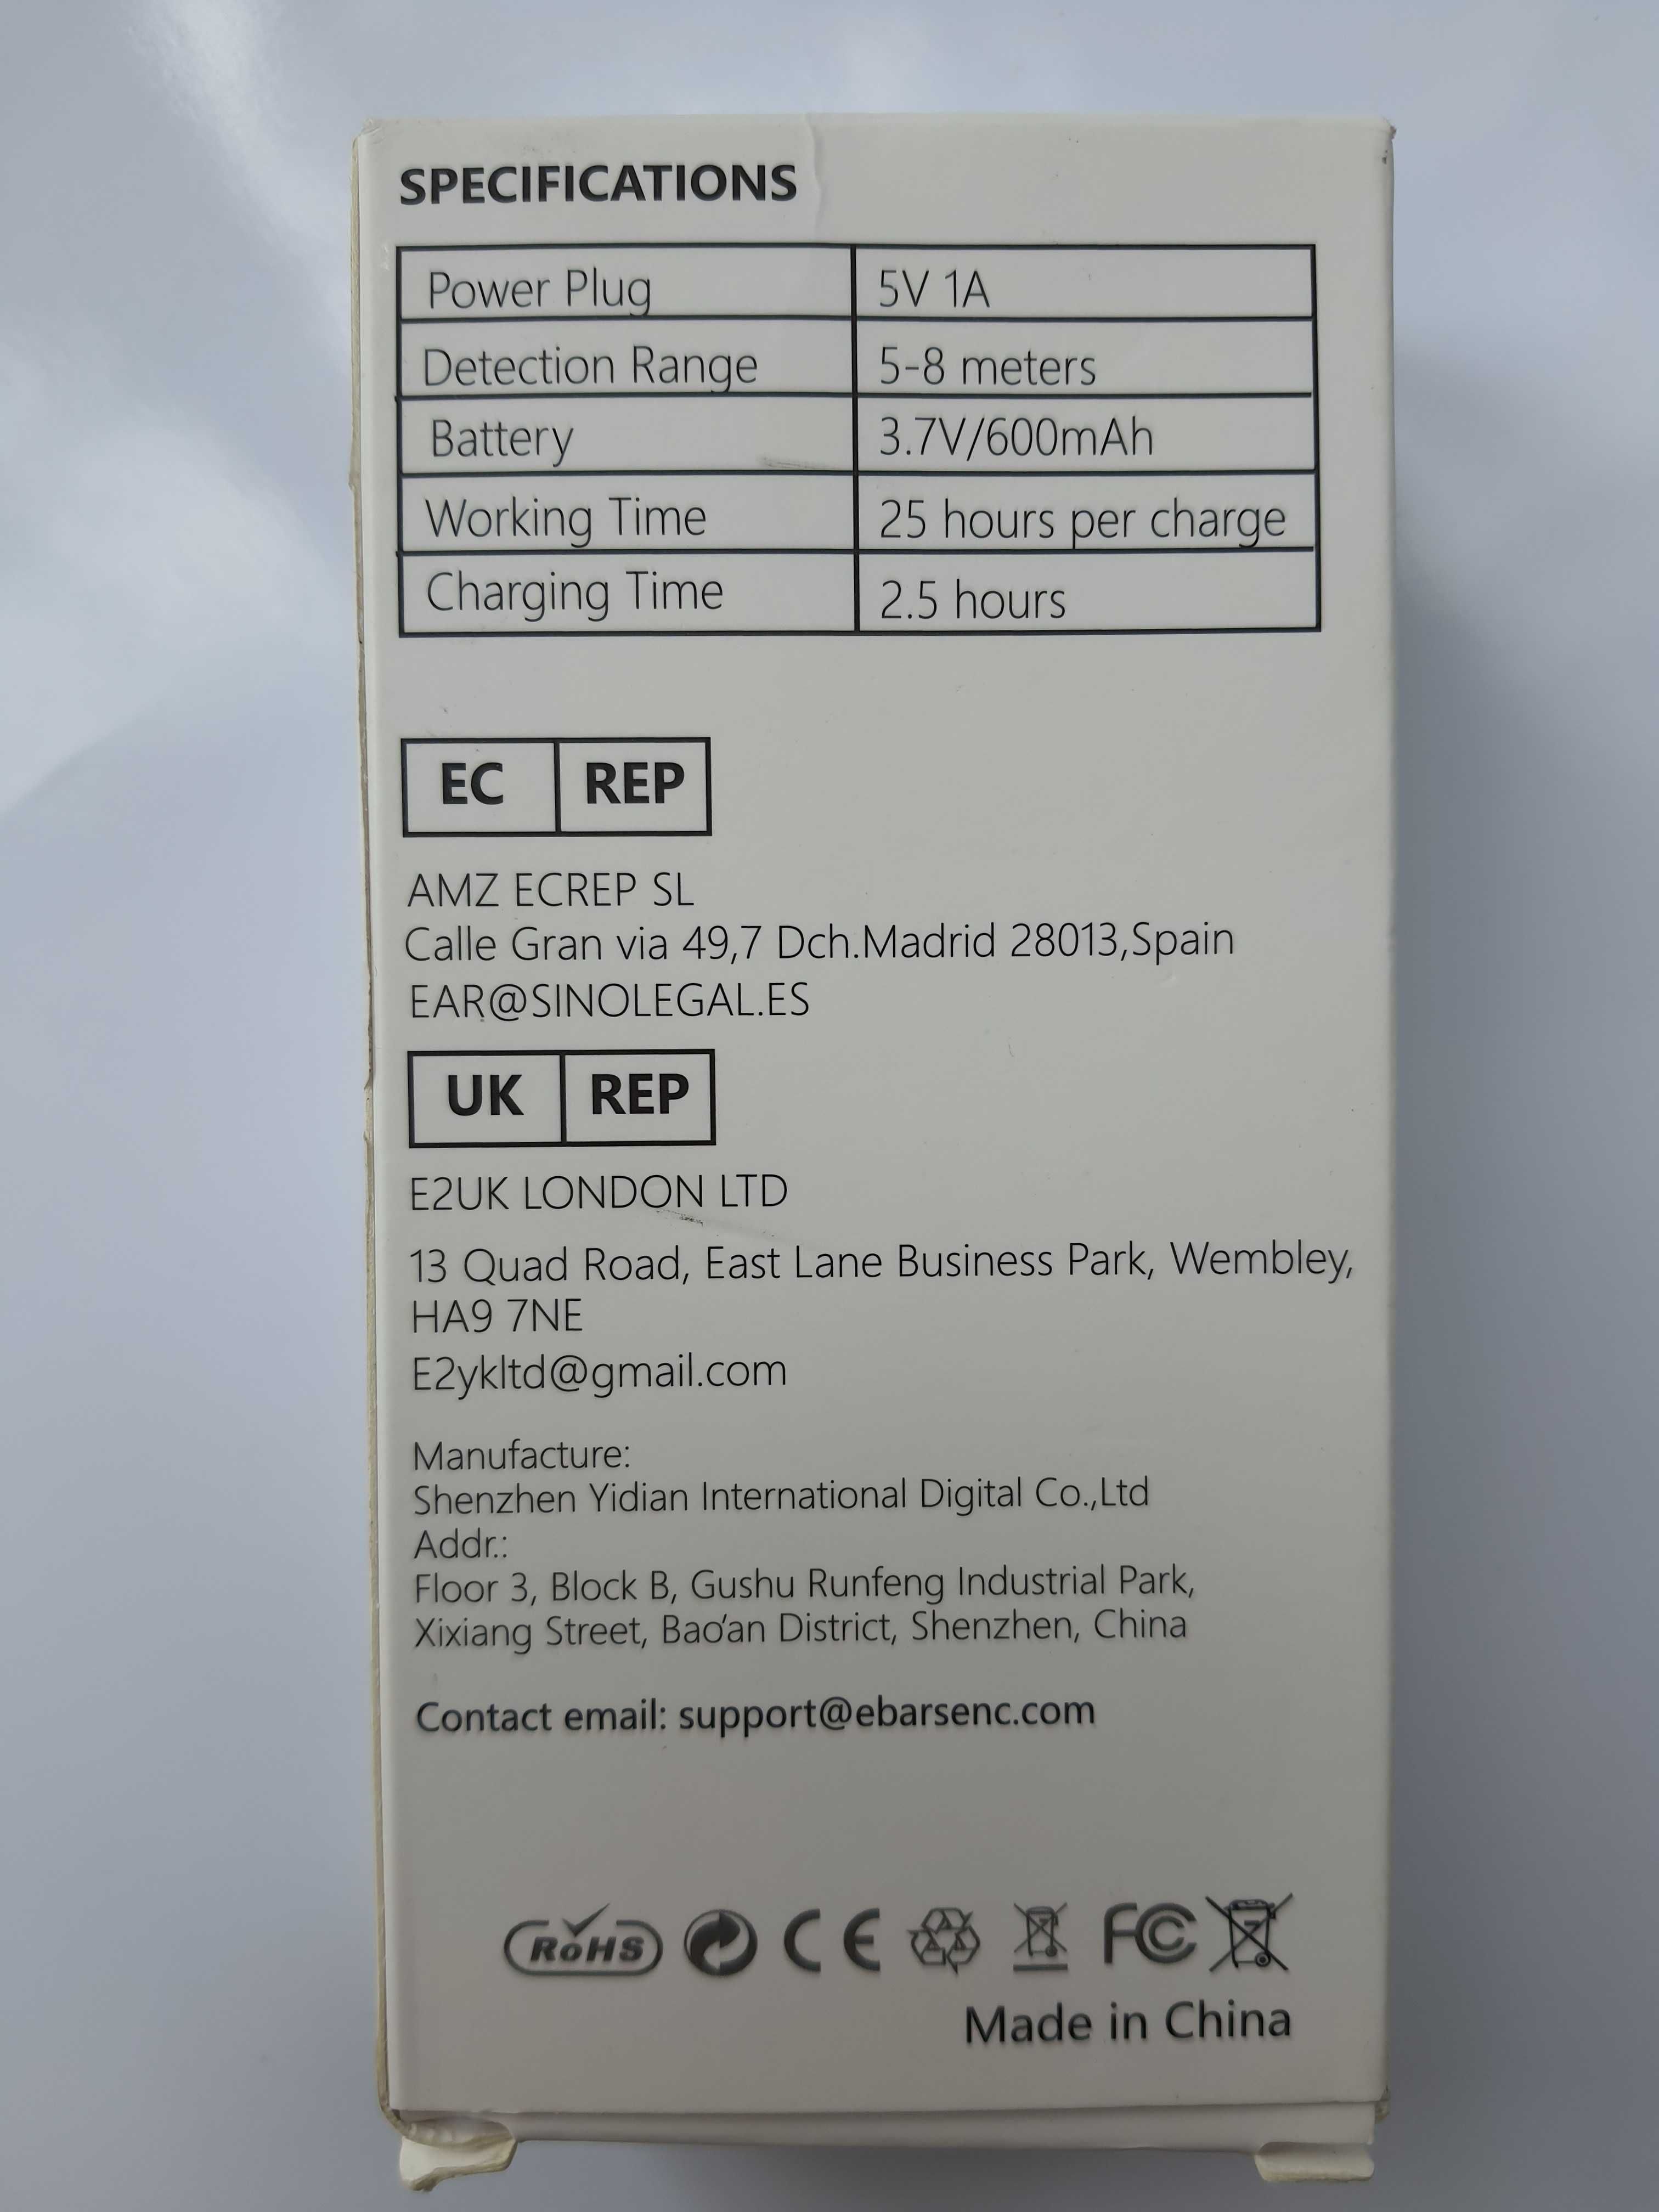 SPECIFICATIONS
Power Plug 5V 1A
Detection Range 5-8 meters
Battery 3.7V/600mAh
Working Time 25 hours per charge
Charging Time 2.5 hours
EC REP
AMZ ECREP SL
Calle Gran via 49,7 Dch.Madrid 28013,Spain
EAR@SINOLEGAL.ES
UK REP
E2UK LONDON LTD
13 Quad Road, East Lane Business Park, Wembley,
HA9 7NE
E2ykltd@gmail.com
Manufacture:
Shenzhen Yidian International Digital Co.,Ltd
Addr.:
Floor 3, Block B, Gushu Runfeng Industrial Park,
Xixiang Street, Bao'an District, Shenzhen, China
Contact email: support@ebarsenc.com
RoHS CE FC
Made in China